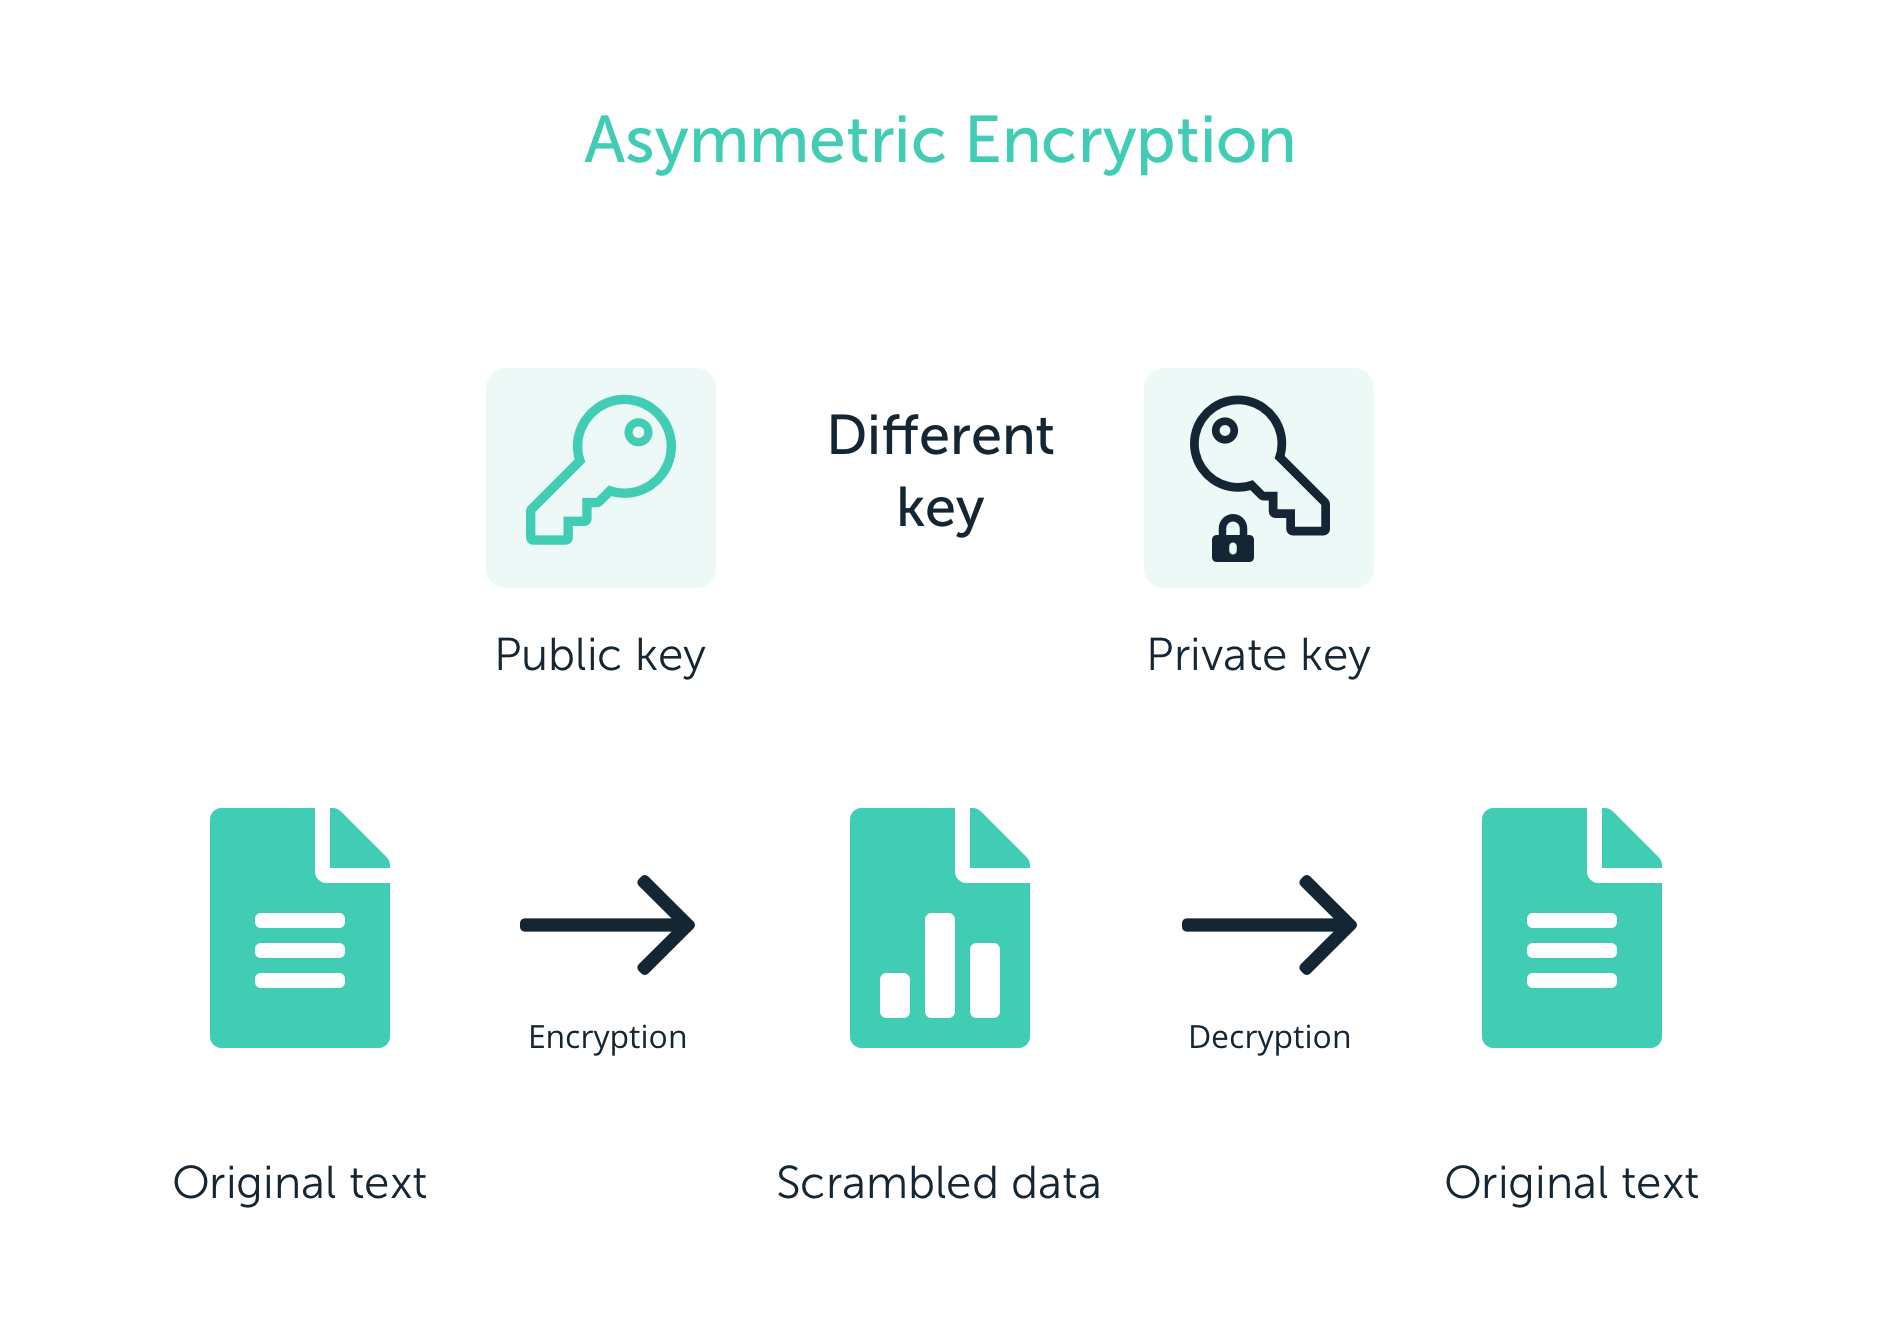 Asymmetric Encryption
Different
key
Public key
Private key
Encryption
Decryption
Original text
Scrambled data
Original text